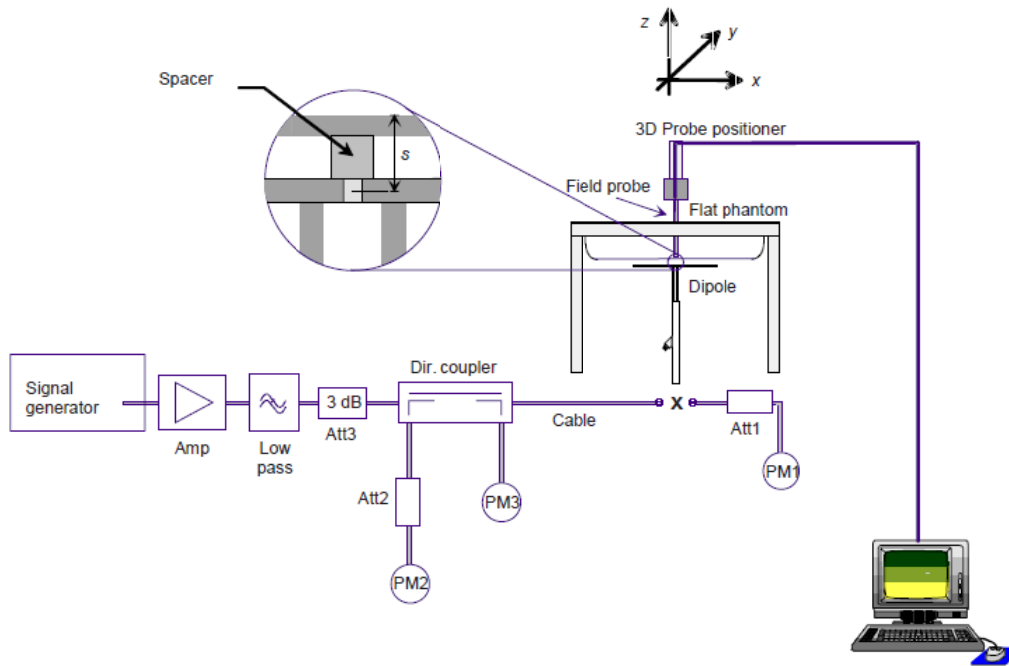 z
y
x
Spacer
s
3D Probe positioner
Field probe
Flat phantom
Dipole
Signal
generator
Amp
Low
pass
3 dB
Att3
Dir. coupler
Cable
X
Att1
PM1
Att2
PM3
PM2